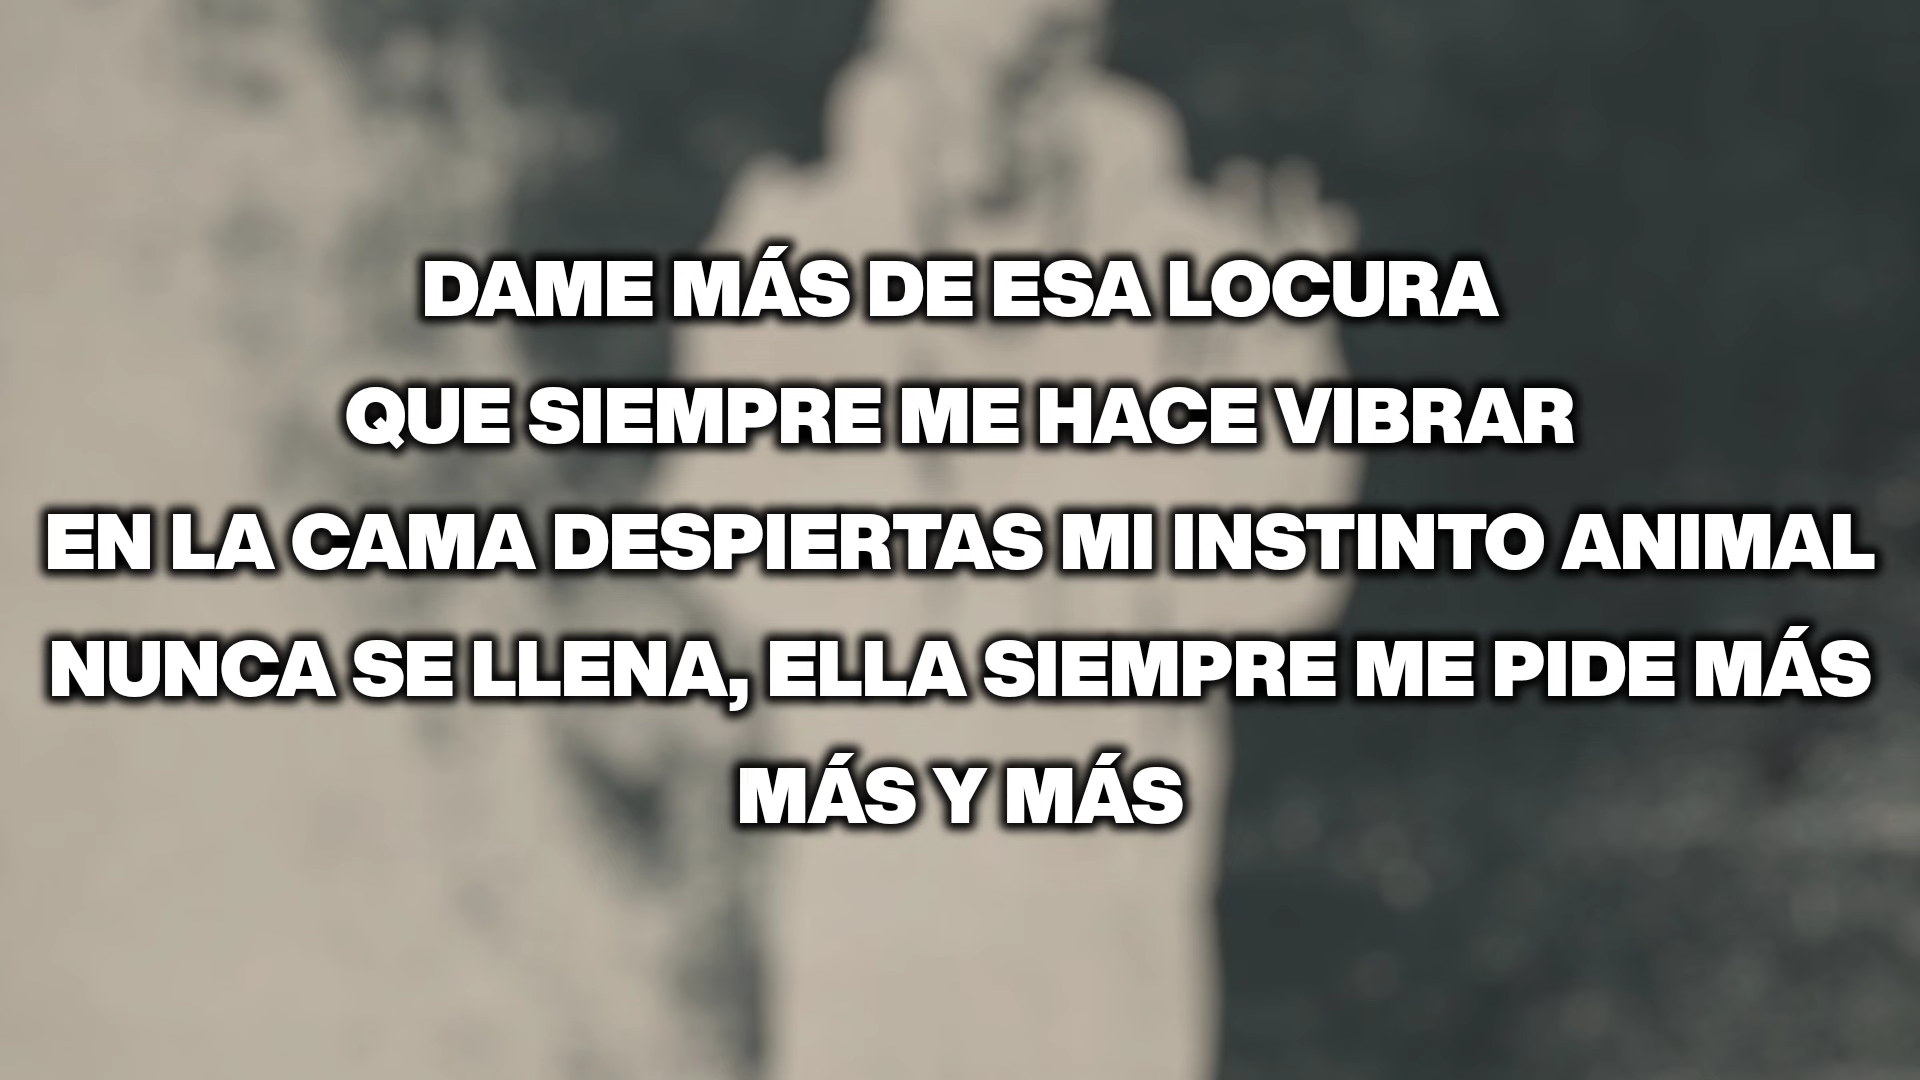 DAME MÁS DE ESA LOCURA
QUE SIEMPRE ME HACE VIBRAR
EN LA CAMA DESPIERTAS MI INSTINTO ANIMAL
NUNCA SE LLENA, ELLA SIEMPRE ME PIDE MÁS
MÁS Y MÁS